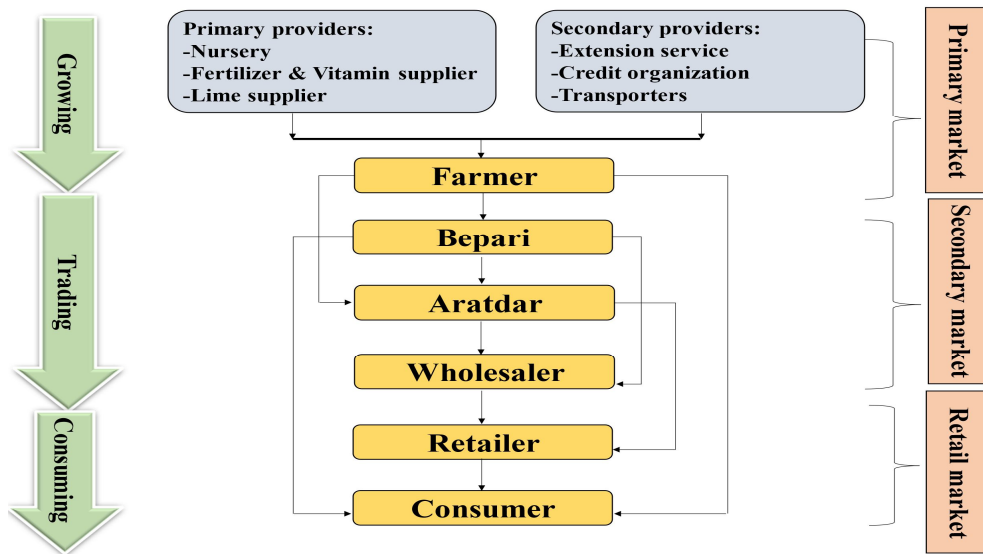 Primary providers:
-Nursery
-Fertilizer & Vitamin supplier
-Lime supplier
Secondary providers:
-Extension service
-Credit organization
-Transporters
Growing
Trading
Consuming
Farmer
Bepari
Aratdar
Wholesaler
Retailer
Consumer
Primary market
Secondary market
Retail market